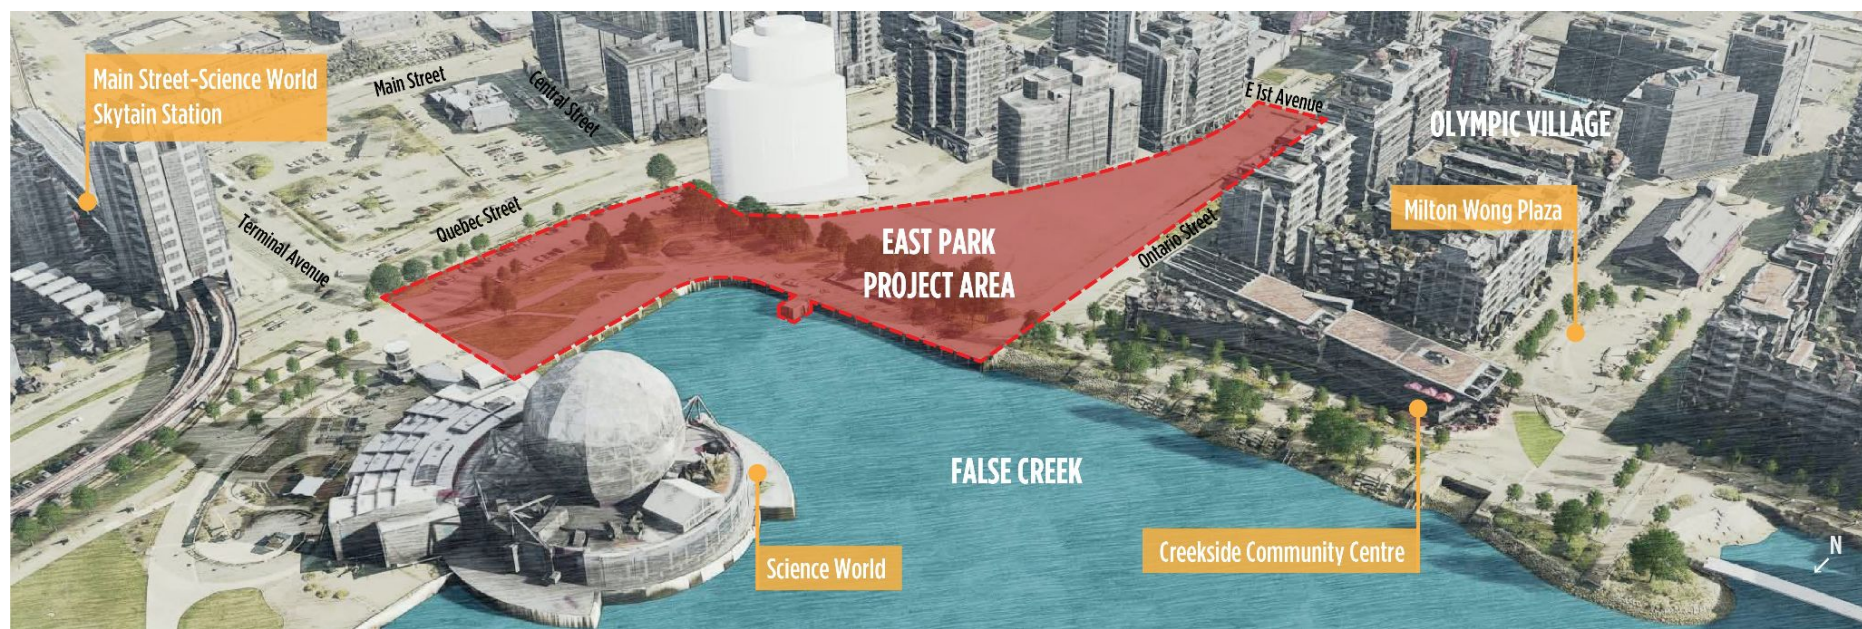 Main Street-Science World
Skytain Station
Main Street
Central Street
E 1st Avenue
OLYMPIC VILLAGE
Milton Wong Plaza
Quebec Street
Terminal Avenue
Ontario Street
EAST PARK
PROJECT AREA
FALSE CREEK
Science World
Creekside Community Centre
N